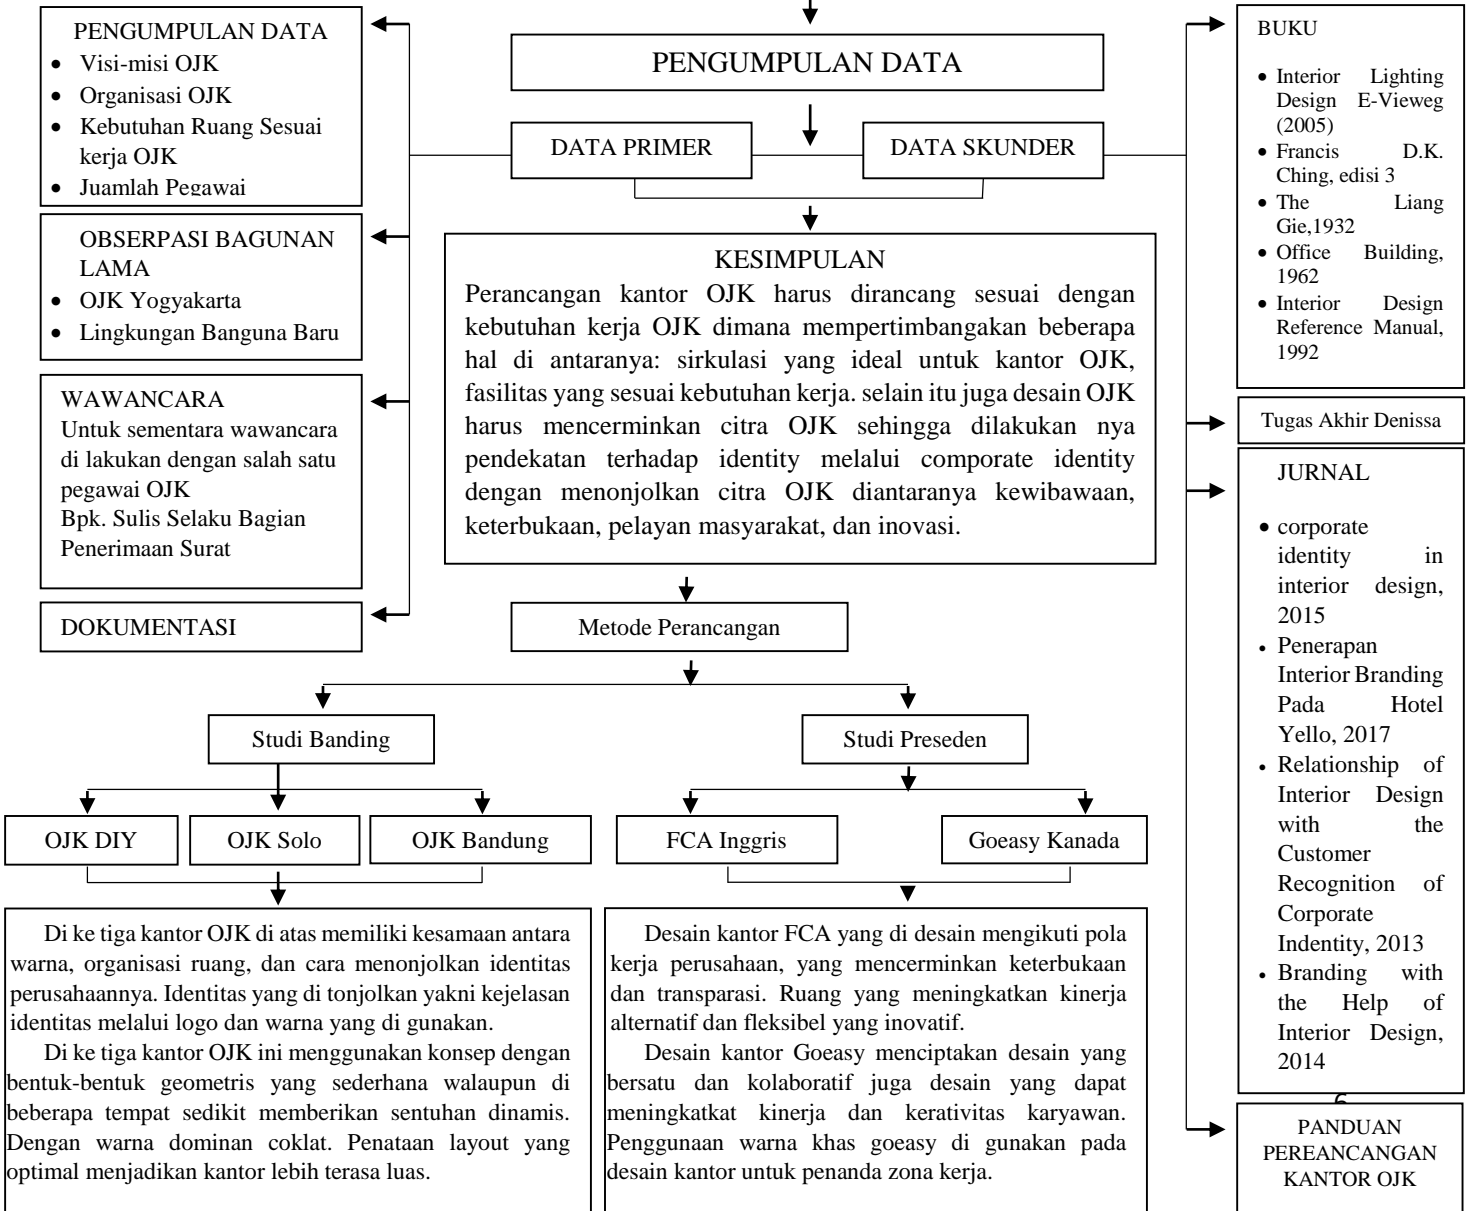 PENGUMPULAN DATA
• Visi-misi OJK
• Organisasi OJK
• Kebutuhan Ruang Sesuai
kerja OJK
• Juamlah Pegawai
OBSERPASI BAGUNAN
LAMA
• OJK Yogyakarta
• Lingkungan Banguna Baru
WAWANCARA
Untuk sementara wawancara
di lakukan dengan salah satu
pegawai OJK
Bpk. Sulis Selaku Bagian
Penerimaan Surat
DOKUMENTASI
PENGUMPULAN DATA
DATA PRIMER
DATA SKUNDER
KESIMPULAN
Perancangan kantor OJK harus dirancang sesuai dengan
kebutuhan kerja OJK dimana mempertimbangakan beberapa
hal di antaranya: sirkulasi yang ideal untuk kantor OJK,
fasilitas yang sesuai kebutuhan kerja. selain itu juga desain OJK
harus mencerminkan citra OJK sehingga dilakukan nya
pendekatan terhadap identity melalui comporate identity
dengan menonjolkan citra OJK diantaranya kewibawaan,
keterbukaan, pelayan masyarakat, dan inovasi.
Metode Perancangan
Studi Banding
Studi Preseden
OJK DIY
OJK Solo
OJK Bandung
FCA Inggris
Goeasy Kanada
Di ke tiga kantor OJK di atas memiliki kesamaan antara
warna, organisasi ruang, dan cara menonjolkan identitas
perusahaannya. Identitas yang di tonjolkan yakni kejelasan
identitas melalui logo dan warna yang di gunakan.
Di ke tiga kantor OJK ini menggunakan konsep dengan
bentuk-bentuk geometris yang sederhana walaupun di
beberapa tempat sedikit memberikan sentuhan dinamis.
Dengan warna dominan coklat. Penataan layout yang
optimal menjadikan kantor lebih terasa luas.
Desain kantor FCA yang di desain mengikuti pola
kerja perusahaan, yang mencerminkan keterbukaan
dan transparasi. Ruang yang meningkatkan kinerja
alternatif dan fleksibel yang inovatif.
Desain kantor Goeasy menciptakan desain yang
bersatu dan kolaboratif juga desain yang dapat
meningkatkat kinerja dan kerativitas karyawan.
Penggunaan warna khas goeasy di gunakan pada
desain kantor untuk penanda zona kerja.
BUKU
• Interior Lighting
Design E-Vieweg
(2005)
• Francis D.K.
Ching, edisi 3
• The Liang
Gie,1932
• Office Building,
1962
• Interior Design
Reference Manual,
1992
Tugas Akhir Denissa
JURNAL
• corporate
identity in
interior design,
2015
• Penerapan
Interior Branding
Pada Hotel
Yello, 2017
• Relationship of
Interior Design
with the
Customer
Recognition of
Corporate
Indentity, 2013
• Branding with
the Help of
Interior Design,
2014
PANDUAN
PEREANCANGAN
KANTOR OJK